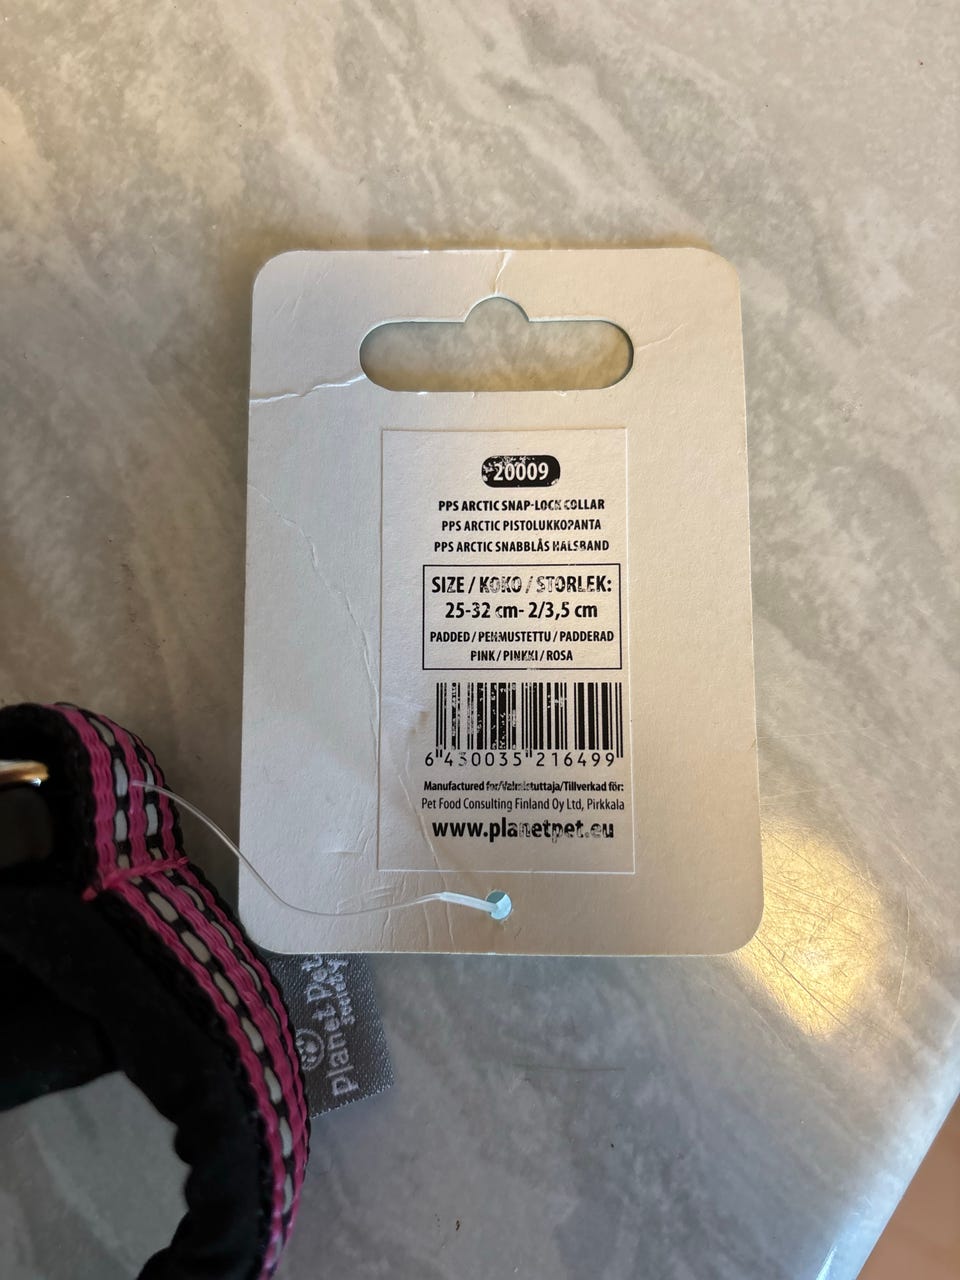 20009
PPS ARCTIC SNAP-LOCK COLLAR
PPS ARCTIC PISTOLUKKOPANTA
PPS ARCTIC SNABBLÅS HALSBAND
SIZE / KOKO / STORLEK:
25-32 cm- 2/3,5 cm
PADDED / PEHMUSTETTU / PADDERAD
PINK / PINKKI / ROSA
6 430035 216499
Manufactured for/Valmistuttaja/Tillverkad för:
Pet Food Consulting Finland Oy Ltd, Pirkkala
www.planetpet.eu
Planet Pet
Society